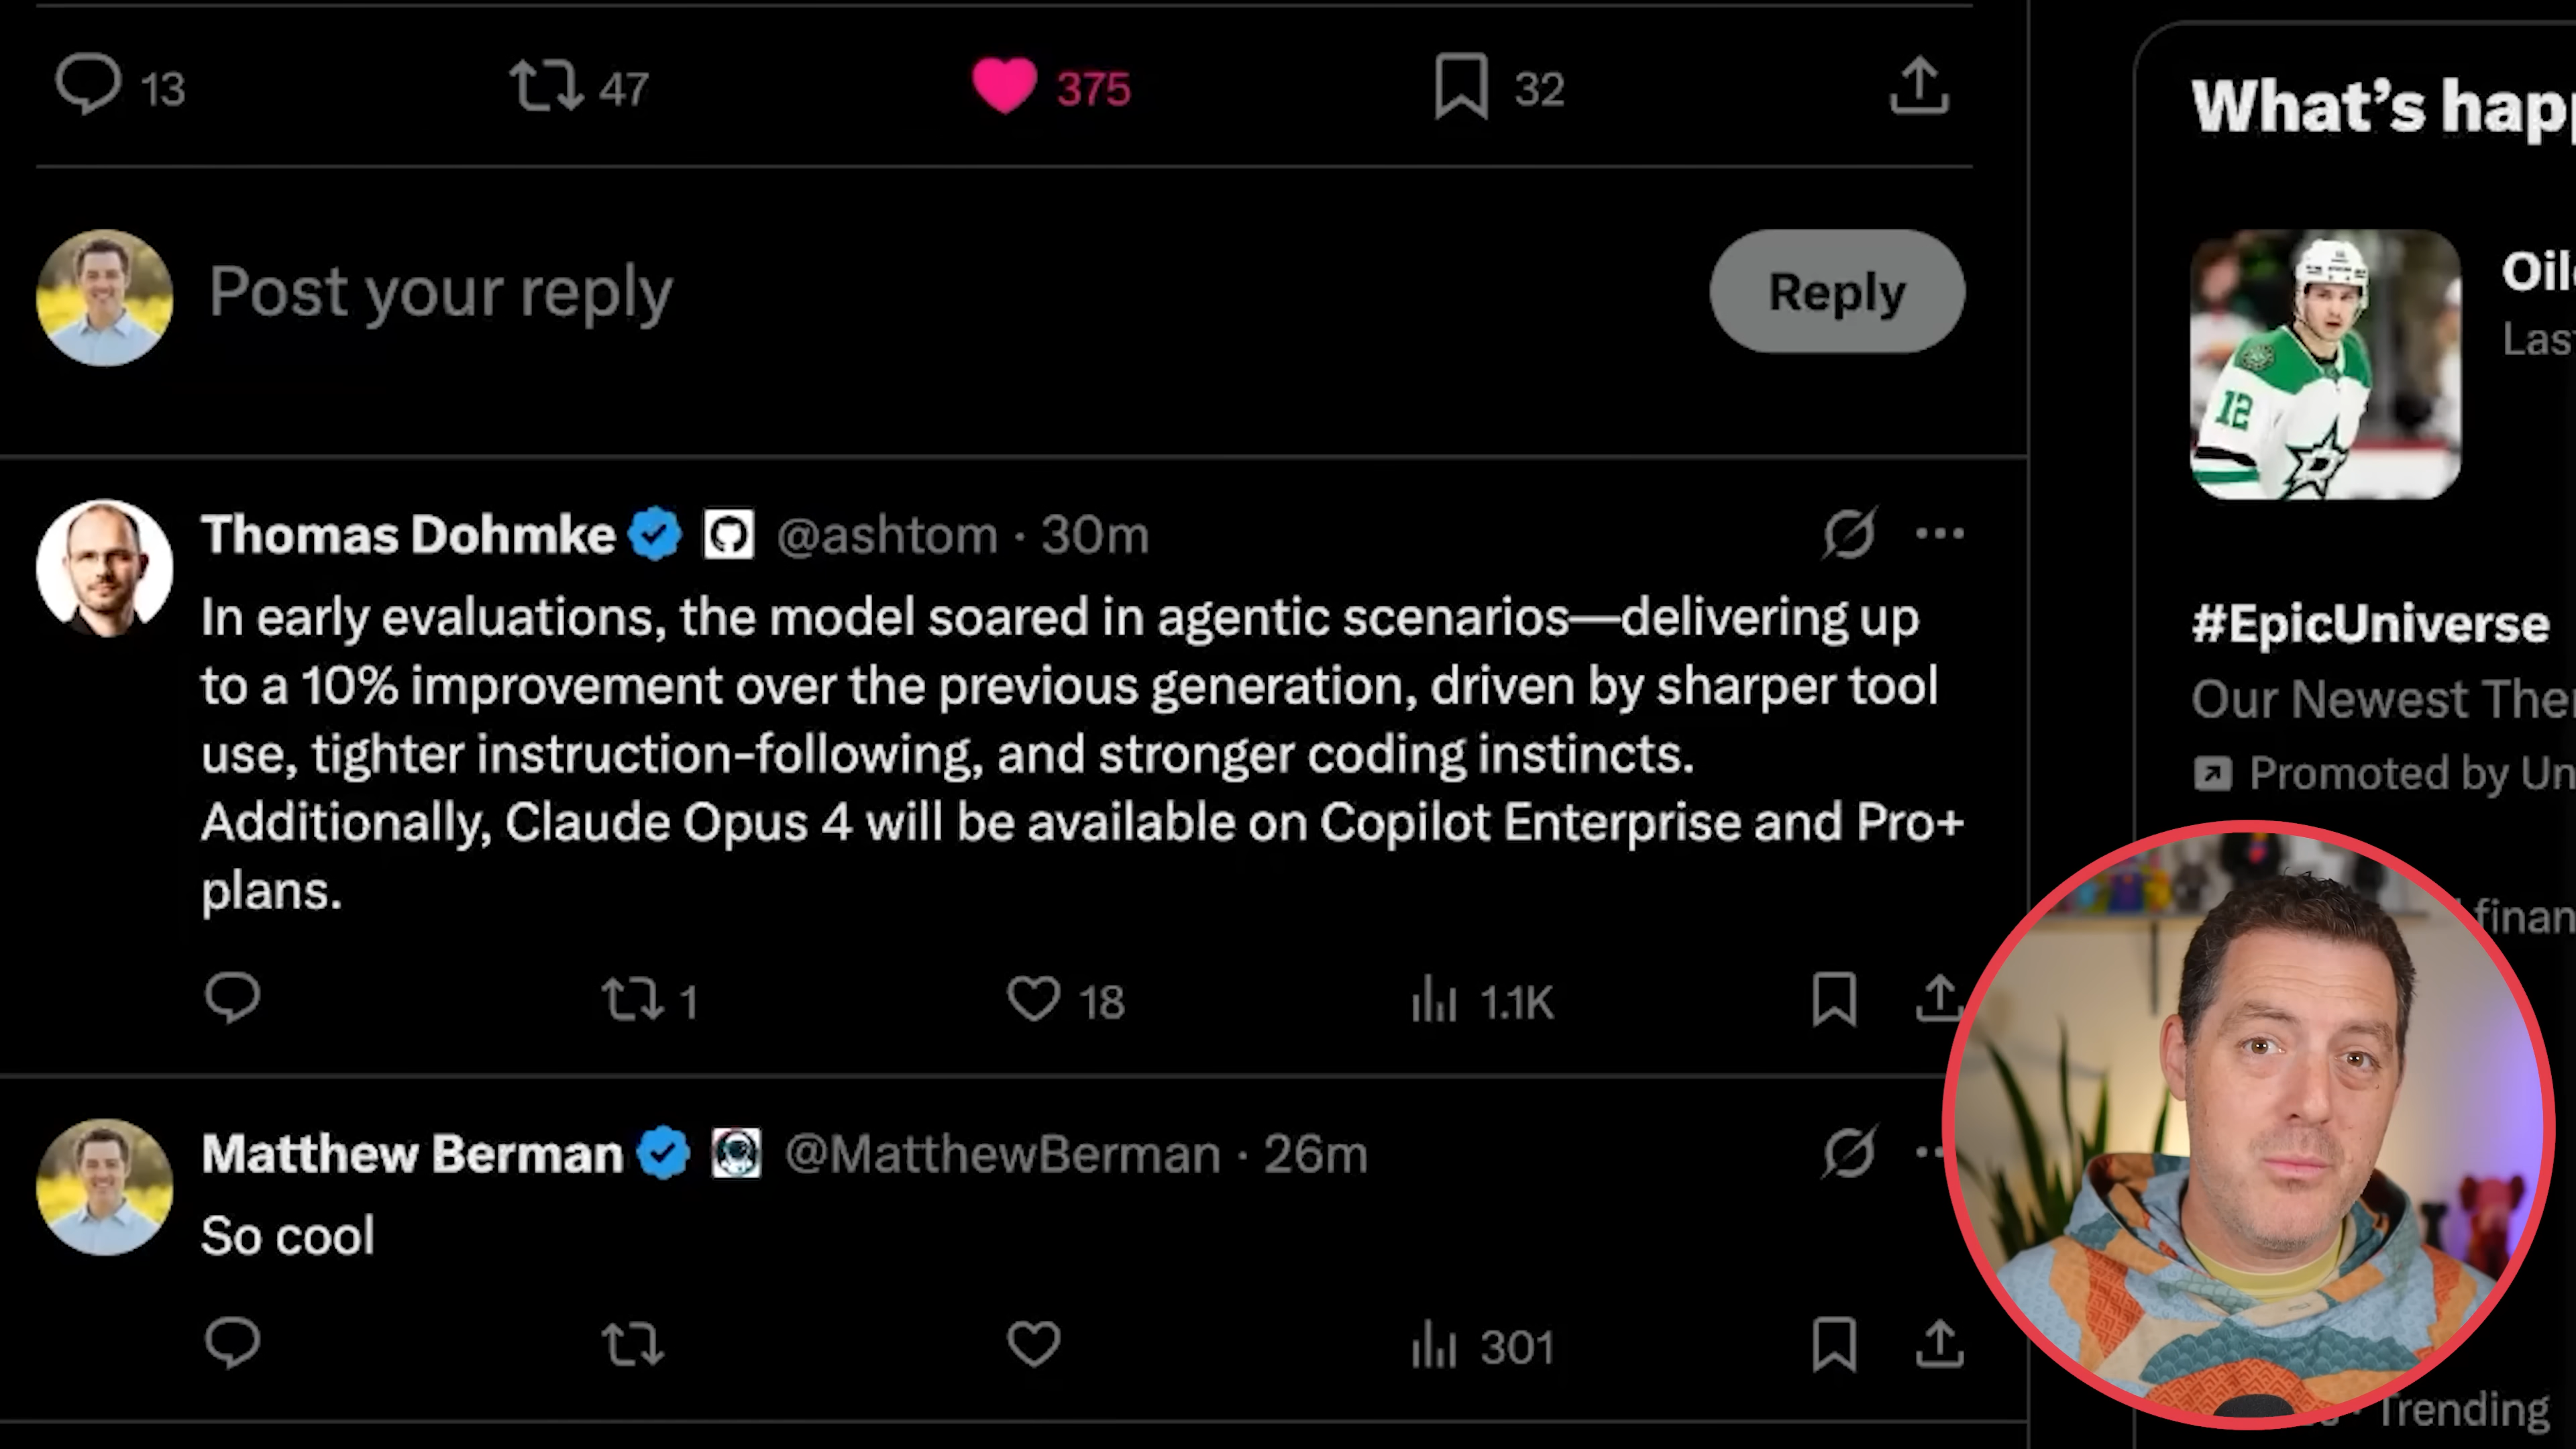 13 47 375 32
Post your reply
Reply
Thomas Dohmke @ashtom · 30m
In early evaluations, the model soared in agentic scenarios—delivering up
to a 10% improvement over the previous generation, driven by sharper tool
use, tighter instruction-following, and stronger coding instincts.
Additionally, Claude Opus 4 will be available on Copilot Enterprise and Pro+
plans.
1 18 1.1K
Matthew Berman @MatthewBerman · 26m
So cool
301
What's hap
Oil
Las
12
#EpicUniverse
Our Newest The
Promoted by Un
finan
· Trending